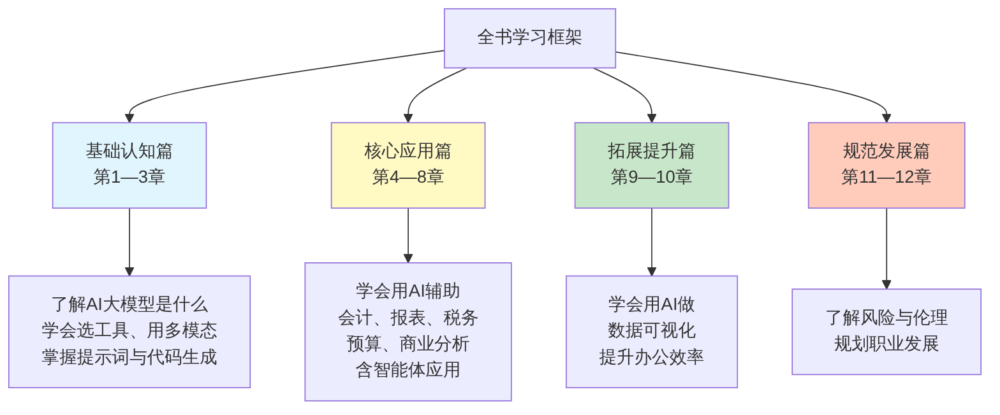 全书学习框架
基础认知篇
第1—3章
核心应用篇
第4—8章
拓展提升篇
第9—10章
规范发展篇
第11—12章
了解AI大模型是什么
学会选工具、用多模态
掌握提示词与代码生成
学会用AI辅助
会计、报表、税务
预算、商业分析
含智能体应用
学会用AI做
数据可视化
提升办公效率
了解风险与伦理
规划职业发展